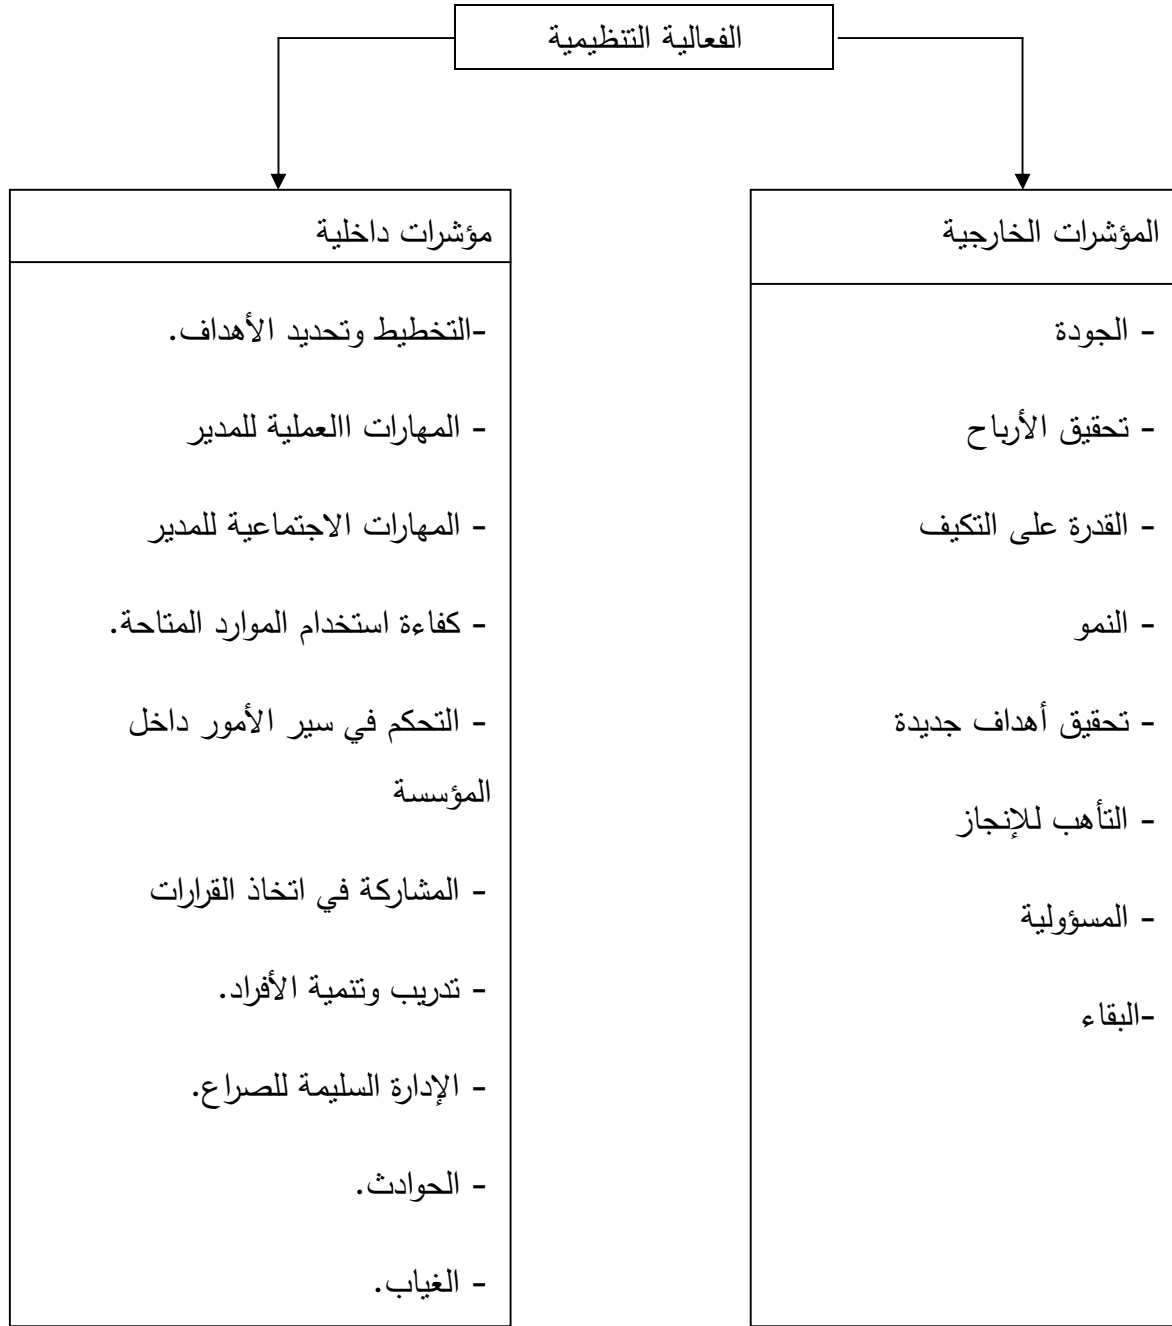 الفعالية التنظيمية
المؤشرات الخارجية
- الجودة
- تحقيق الأرباح
- القدرة على التكيف
- النمو
- تحقيق أهداف جديدة
- التأهب للإنجاز
- المسؤولية
-البقاء
مؤشرات داخلية
-التخطيط وتحديد الأهداف.
- المهارات االعملية للمدير
- المهارات الاجتماعية للمدير
- كفاءة استخدام الموارد المتاحة.
- التحكم في سير الأمور داخل
المؤسسة
- المشاركة في اتخاذ القرارات
- تدريب وتنمية الأفراد.
- الإدارة السليمة للصراع.
- الحوادث.
- الغياب.